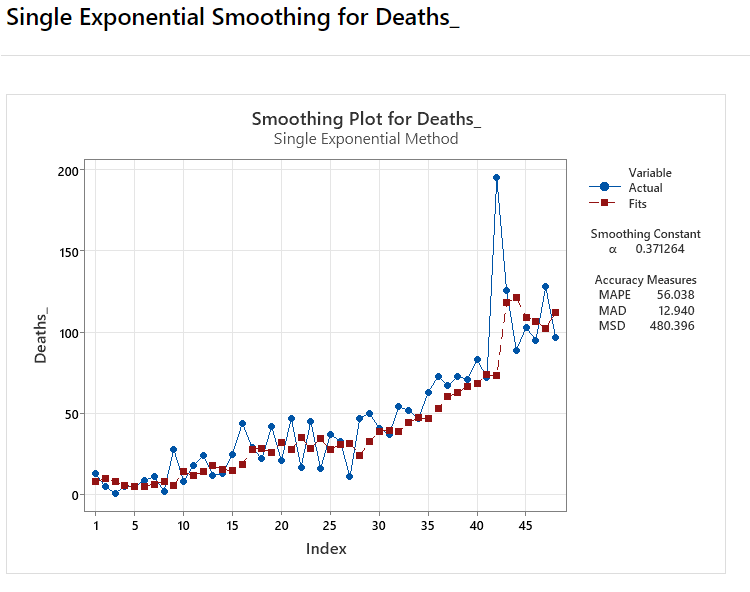 Single Exponential Smoothing for Deaths_
Smoothing Plot for Deaths_
Single Exponential Method
200
150
100
50
0
Deaths_
1 5 10 15 20 25 30 35 40 45
Index
Variable
Actual
Fits
Smoothing Constant
α 0.371264
Accuracy Measures
MAPE 56.038
MAD 12.940
MSD 480.396